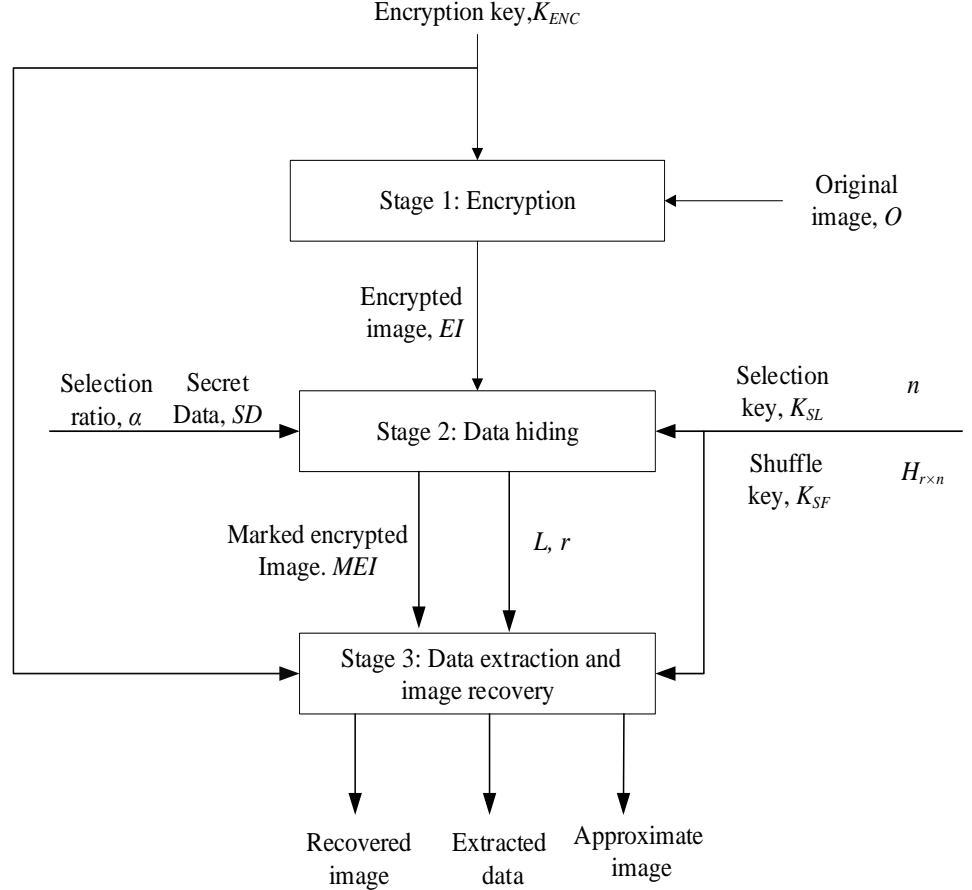 Encryption key,K_ENC
Stage 1: Encryption
Original
image, O
Encrypted
image, EI
Selection
ratio, α
Secret
Data, SD
Stage 2: Data hiding
Selection
key, K_SL
n
Shuffle
key, K_SF
H_r×n
Marked encrypted
Image. MEI
L, r
Stage 3: Data extraction and
image recovery
Recovered
image
Extracted
data
Approximate
image